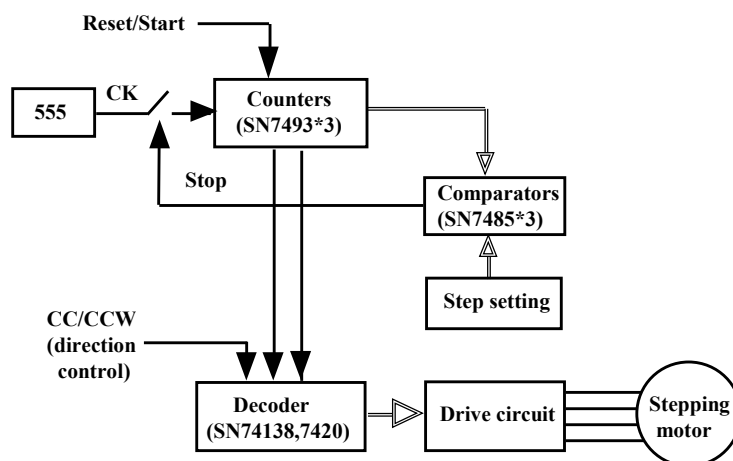 Reset/Start
CK
555
Counters
(SN7493*3)
Stop
Comparators
(SN7485*3)
Step setting
CC/CCW
(direction
control)
Decoder
(SN74138,7420)
Drive circuit
Stepping
motor